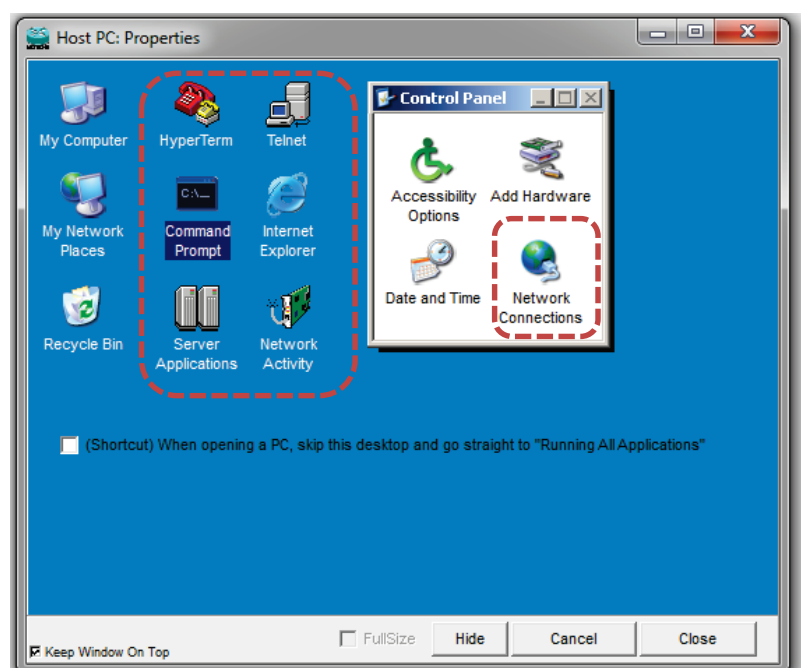 Host PC: Properties
My Computer
HyperTerm
Telnet
Control Panel
Accessibility
Options
Add Hardware
My Network
Places
C:\_
Command
Prompt
Internet
Explorer
Date and Time
Network
Connections
Recycle Bin
Server
Applications
Network
Activity
(Shortcut) When opening a PC, skip this desktop and go straight to "Running All Applications"
Keep Window On Top
FullSize
Hide
Cancel
Close